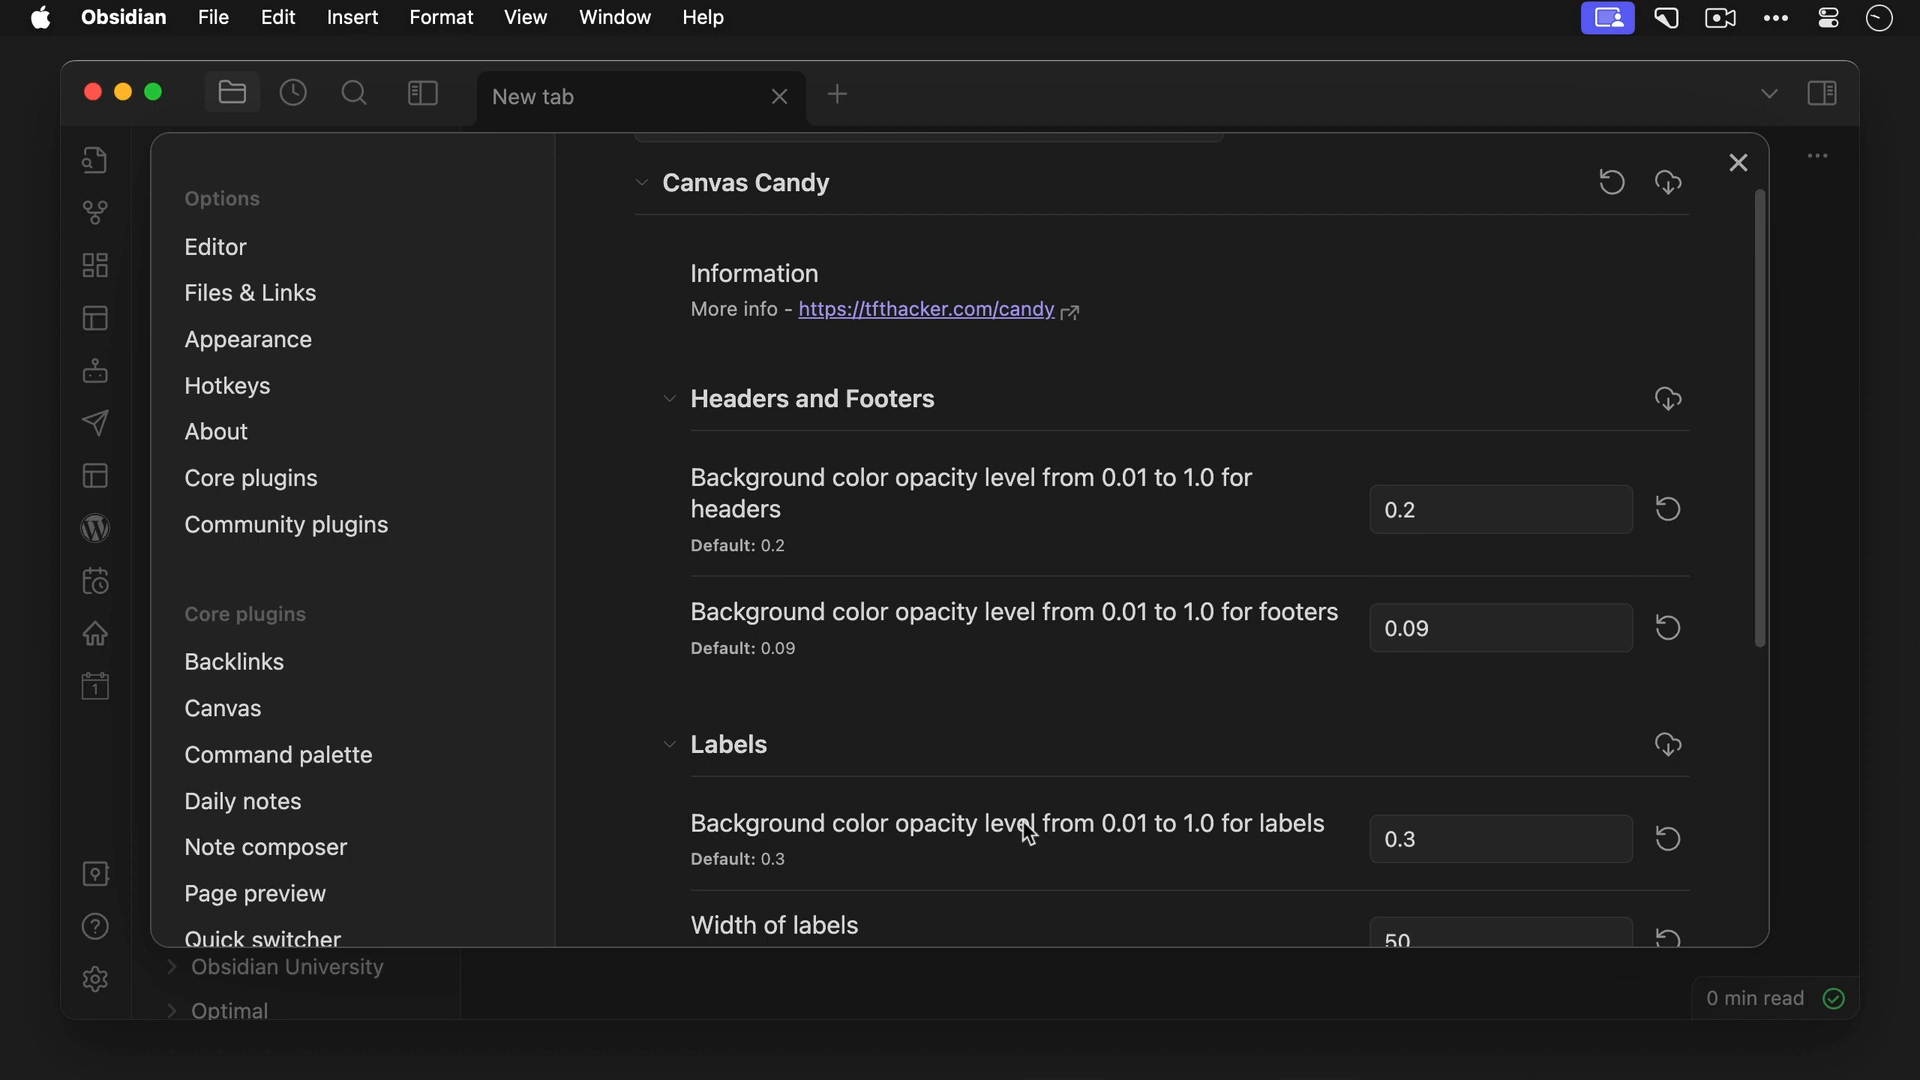 Obsidian File Edit Insert Format View Window Help
New tab
Options
Editor
Files & Links
Appearance
Hotkeys
About
Core plugins
Community plugins
Core plugins
Backlinks
Canvas
Command palette
Daily notes
Note composer
Page preview
Quick switcher
Obsidian University
Optimal
Canvas Candy
Information
More info - https://tfthacker.com/candy
Headers and Footers
Background color opacity level from 0.01 to 1.0 for
headers
Default: 0.2
0.2
Background color opacity level from 0.01 to 1.0 for footers
Default: 0.09
0.09
Labels
Background color opacity level from 0.01 to 1.0 for labels
Default: 0.3
0.3
Width of labels
50
1
0 min read